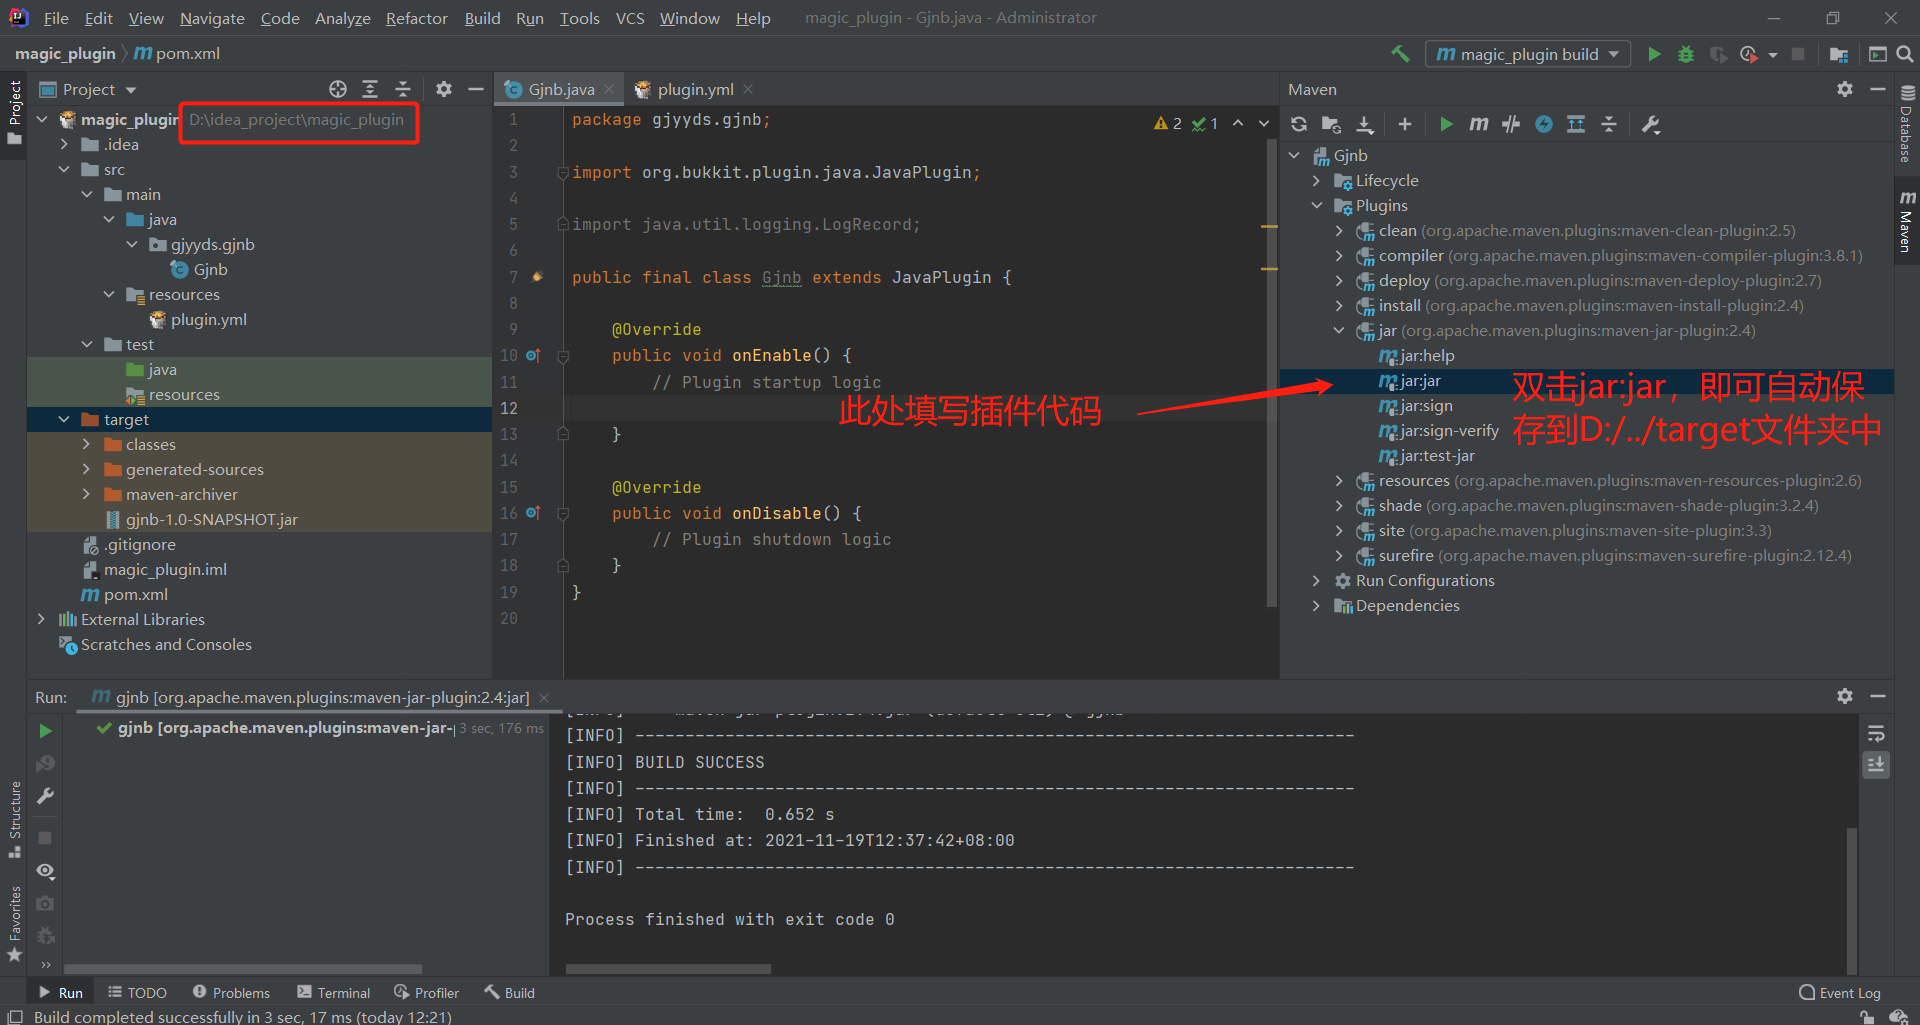 File Edit View Navigate Code Analyze Refactor Build Run Tools VCS Window Help magic_plugin - Gjnb.java - Administrator
magic_plugin pom.xml
magic_plugin build
Project
Project
magic_plugin D:\idea_project\magic_plugin
.idea
src
main
java
gjyyds.gjnb
Gjnb
resources
plugin.yml
test
java
resources
target
classes
generated-sources
maven-archiver
gjnb-1.0-SNAPSHOT.jar
.gitignore
magic_plugin.iml
pom.xml
External Libraries
Scratches and Consoles
Gjnb.java plugin.yml
2 1
1 package gjyyds.gjnb;
2
3 import org.bukkit.plugin.java.JavaPlugin;
4
5 import java.util.logging.LogRecord;
6
7 public final class Gjnb extends JavaPlugin {
8
9 @Override
10 public void onEnable() {
11 // Plugin startup logic
12
此处填写插件代码
13 }
14
15 @Override
16 public void onDisable() {
17 // Plugin shutdown logic
18 }
19 }
20
Maven
Gjnb
Lifecycle
Plugins
clean (org.apache.maven.plugins:maven-clean-plugin:2.5)
compiler (org.apache.maven.plugins:maven-compiler-plugin:3.8.1)
deploy (org.apache.maven.plugins:maven-deploy-plugin:2.7)
install (org.apache.maven.plugins:maven-install-plugin:2.4)
jar (org.apache.maven.plugins:maven-jar-plugin:2.4)
jar:help
jar:jar
jar:sign
jar:sign-verify
jar:test-jar
双击jar:jar，即可自动保
存到D:/../target文件夹中
resources (org.apache.maven.plugins:maven-resources-plugin:2.6)
shade (org.apache.maven.plugins:maven-shade-plugin:3.2.4)
site (org.apache.maven.plugins:maven-site-plugin:3.3)
surefire (org.apache.maven.plugins:maven-surefire-plugin:2.12.4)
Run Configurations
Dependencies
Database
Maven
Run: gjnb [org.apache.maven.plugins:maven-jar-plugin:2.4:jar]
gjnb [org.apache.maven.plugins:maven-jar-p 3 sec, 176 ms
[INFO] ------------------------------------------------------------------------
[INFO] BUILD SUCCESS
[INFO] ------------------------------------------------------------------------
[INFO] Total time:  0.652 s
[INFO] Finished at: 2021-11-19T12:37:42+08:00
[INFO] ------------------------------------------------------------------------
Process finished with exit code 0
Structure
Favorites
Run TODO Problems Terminal Profiler Build Event Log
Build completed successfully in 3 sec, 17 ms (today 12:21)